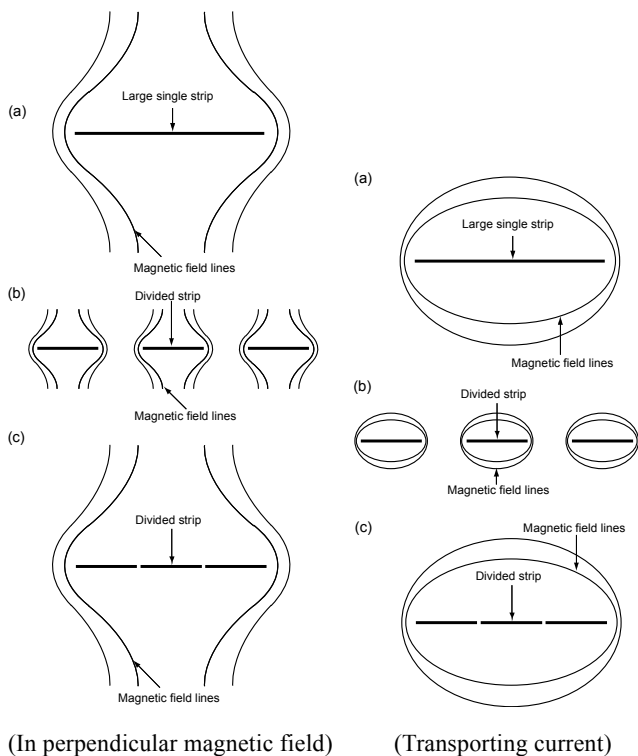 (a)
Large single strip
Magnetic field lines
(b)
Divided strip
Magnetic field lines
(c)
Divided strip
Magnetic field lines
(In perpendicular magnetic field)
(a)
Large single strip
Magnetic field lines
(b)
Divided strip
Magnetic field lines
(c)
Magnetic field lines
Divided strip
(Transporting current)